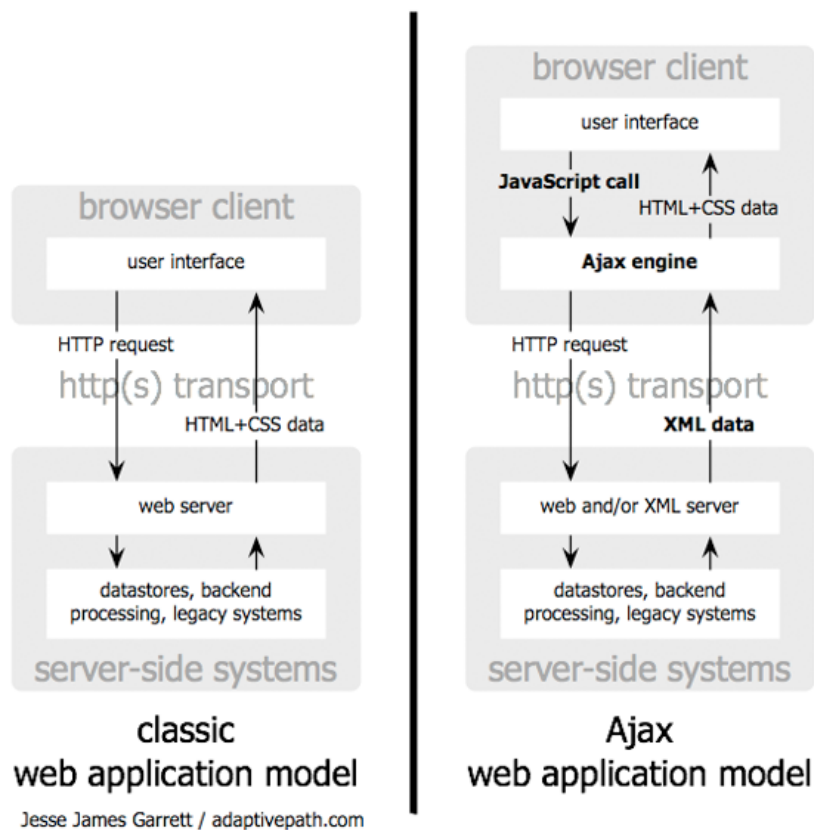 browser client
user interface
HTTP request
http(s) transport
HTML+CSS data
web server
datastores, backend
processing, legacy systems
server-side systems
classic
web application model
Jesse James Garrett / adaptivepath.com
browser client
user interface
JavaScript call
HTML+CSS data
Ajax engine
HTTP request
http(s) transport
XML data
web and/or XML server
datastores, backend
processing, legacy systems
server-side systems
Ajax
web application model